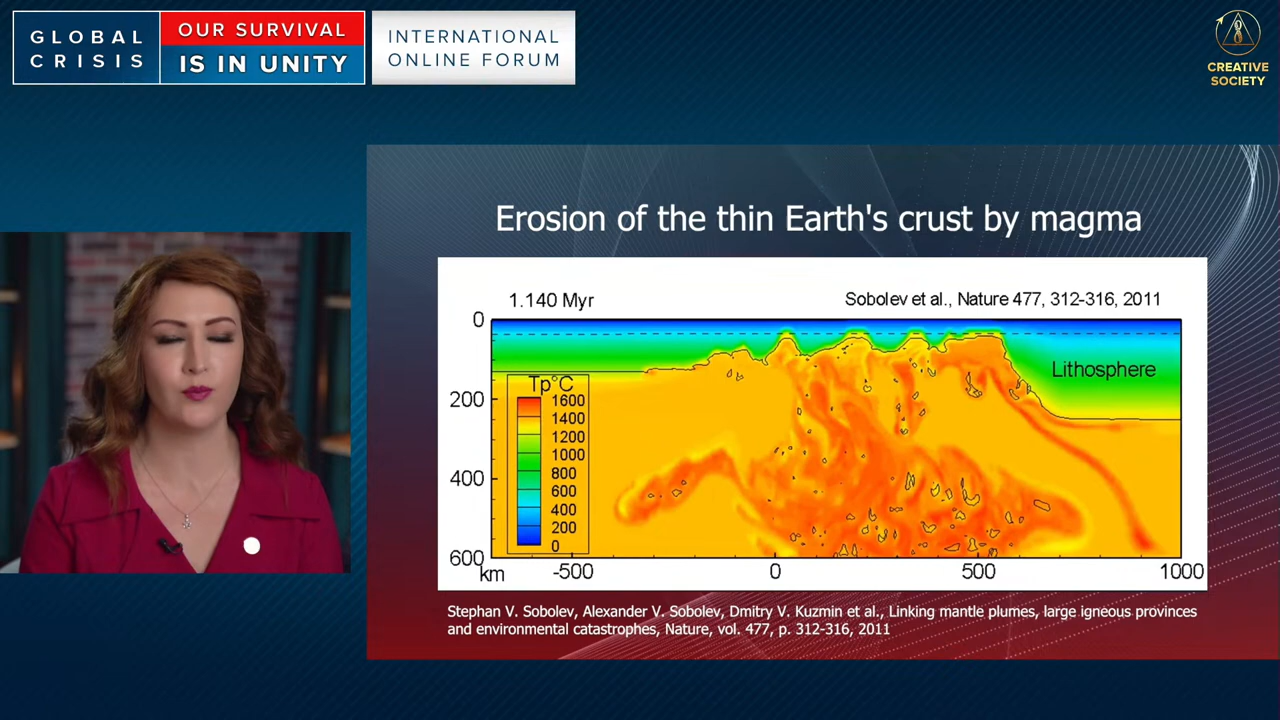 GLOBAL
CRISIS
OUR SURVIVAL
IS IN UNITY
INTERNATIONAL
ONLINE FORUM
CREATIVE
SOCIETY
Erosion of the thin Earth's crust by magma
1.140 Myr
Sobolev et al., Nature 477, 312-316, 2011
0
200
400
600
km
Lithosphere
Tp°C
1600
1400
1200
1000
800
600
400
200
0
-500
0
500
1000
Stephan V. Sobolev, Alexander V. Sobolev, Dmitry V. Kuzmin et al., Linking mantle plumes, large igneous provinces
and environmental catastrophes, Nature, vol. 477, p. 312-316, 2011